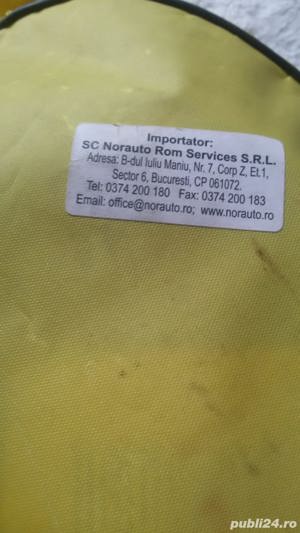 Importator:
SC Norauto Rom Services S.R.L.
Adresa: B-dul Iuliu Maniu, Nr. 7, Corp Z, Et.1,
Sector 6, Bucuresti, CP 061072.
Tel: 0374 200 180 Fax: 0374 200 183
Email: office@norauto.ro; www.norauto.ro
publi24.ro